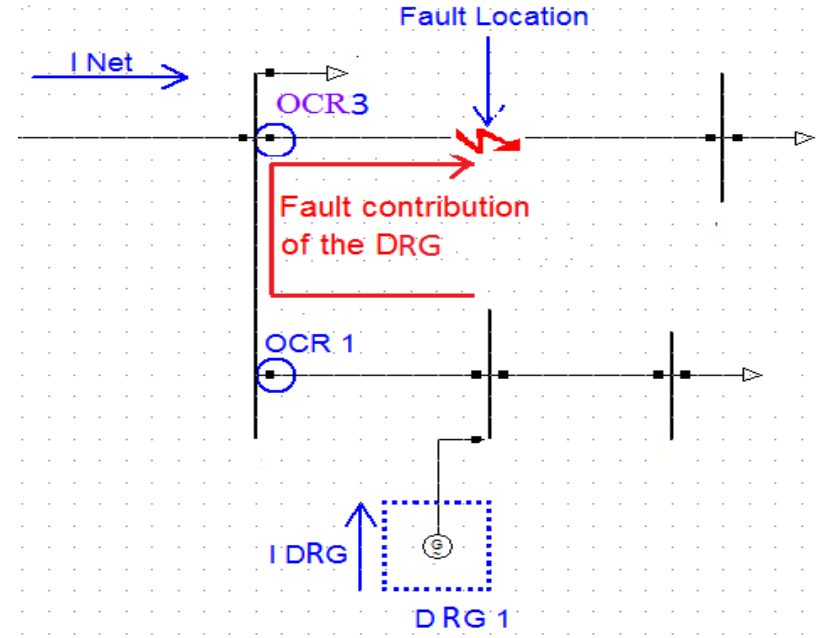 Fault Location
I Net
OCR3
Fault contribution
of the DRG
OCR 1
I DRG
G
DRG 1